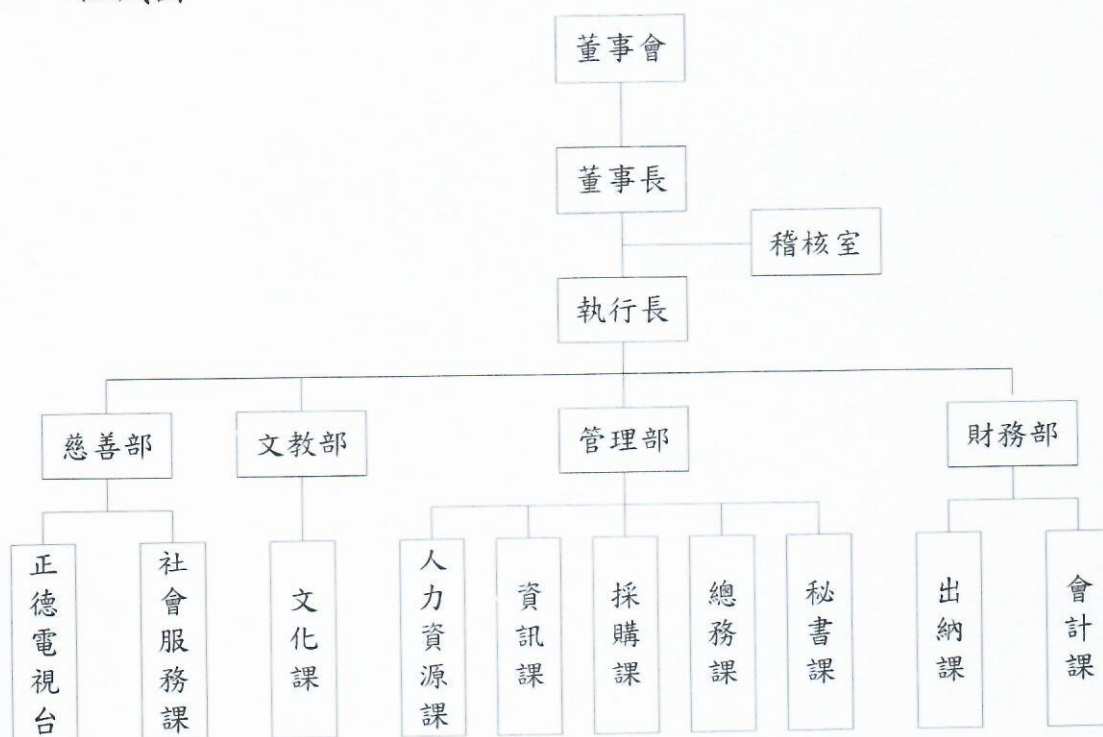 董事會
董事長
稽核室
執行長
慈善部
文教部
管理部
財務部
正德電視台
社會服務課
文化課
人力資源課
資訊課
採購課
總務課
秘書課
出納課
會計課